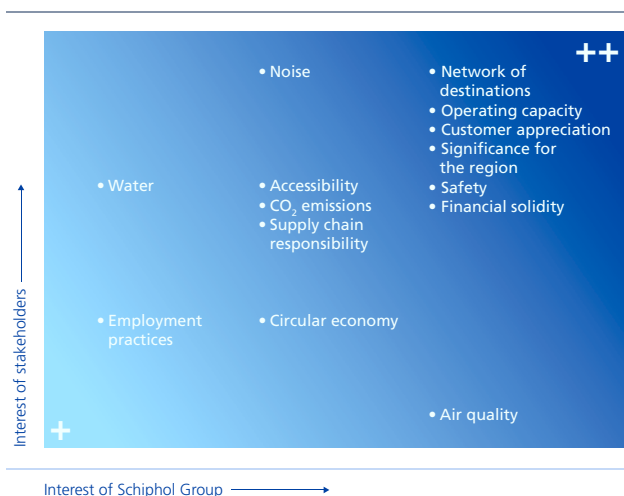 ++
• Noise
• Network of
destinations
• Operating capacity
• Customer appreciation
• Significance for
the region
• Safety
• Financial solidity
• Water
• Accessibility
• CO₂ emissions
• Supply chain
responsibility
• Employment
practices
• Circular economy
• Air quality
+
Interest of stakeholders
Interest of Schiphol Group